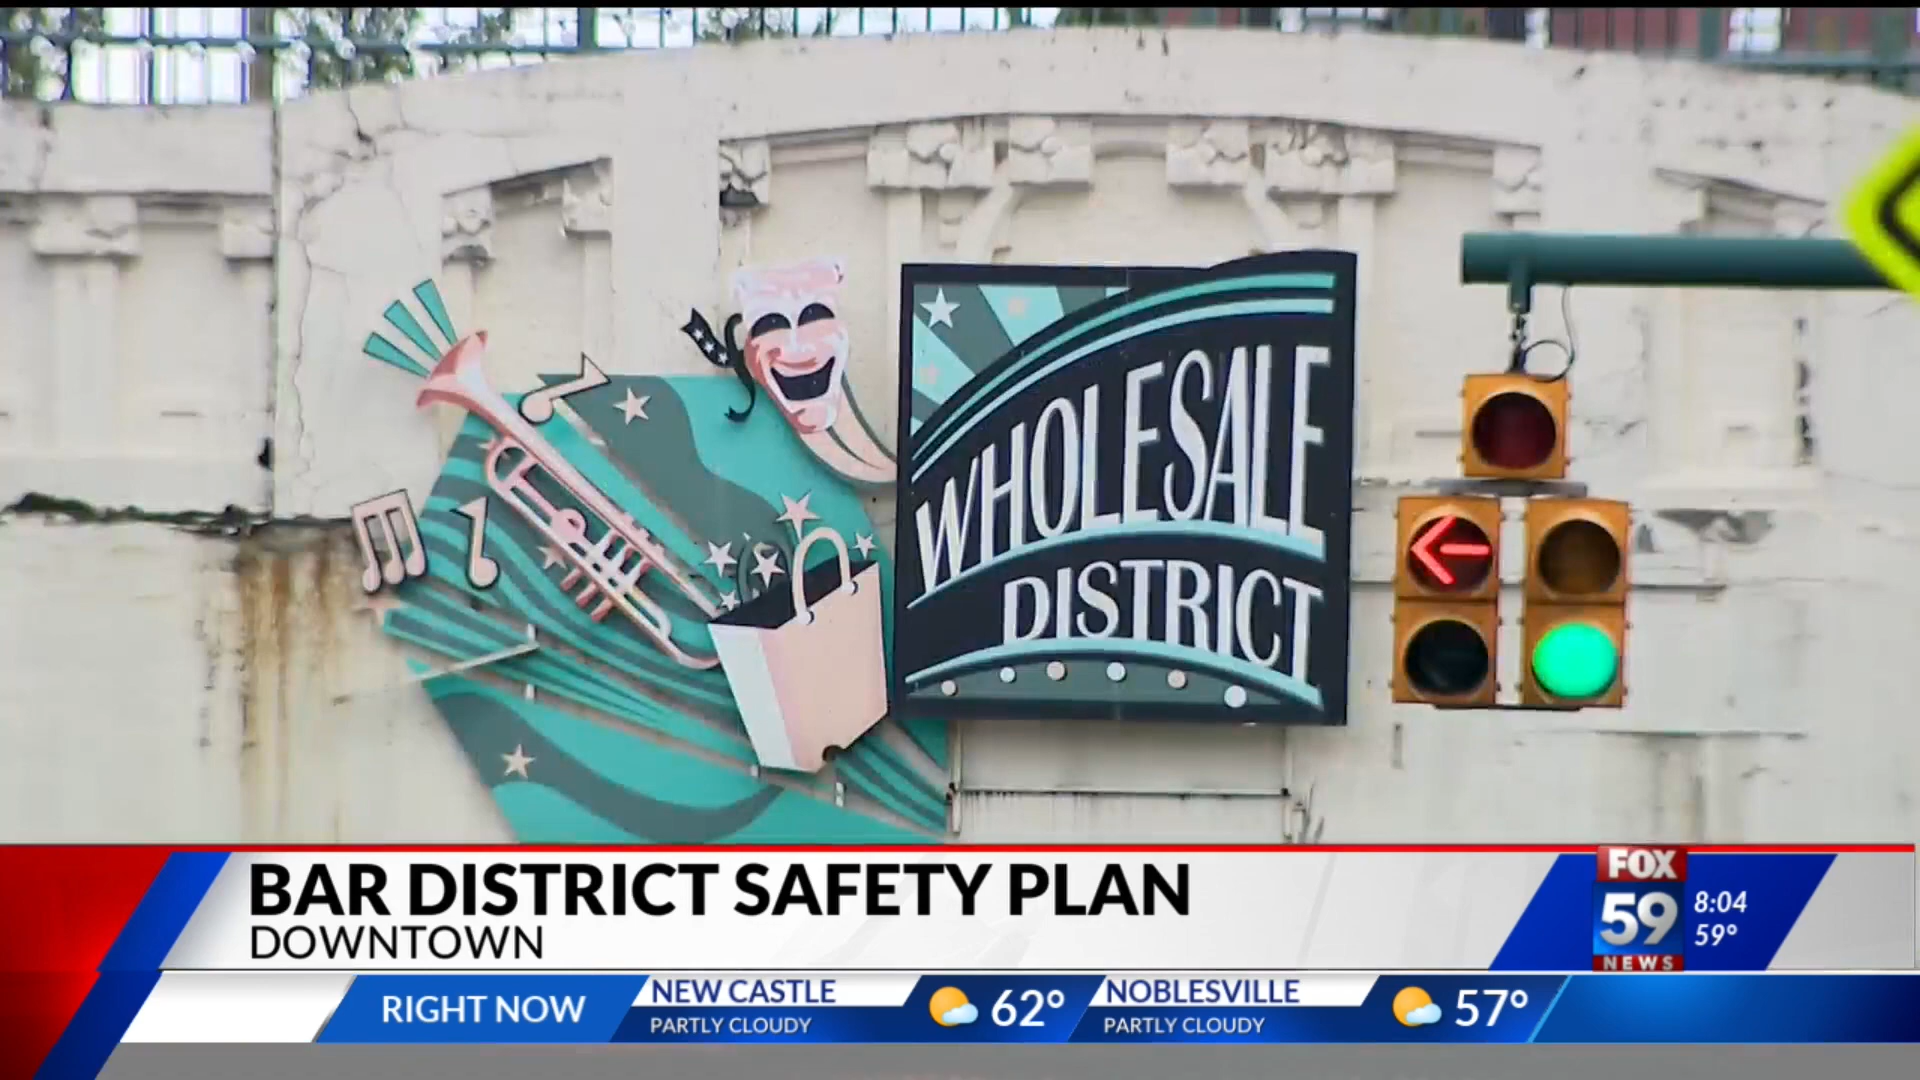 WHOLESALE
DISTRICT
BAR DISTRICT SAFETY PLAN
DOWNTOWN
FOX
59
NEWS
8:04
59°
RIGHT NOW
NEW CASTLE
PARTLY CLOUDY
62°
NOBLESVILLE
PARTLY CLOUDY
57°